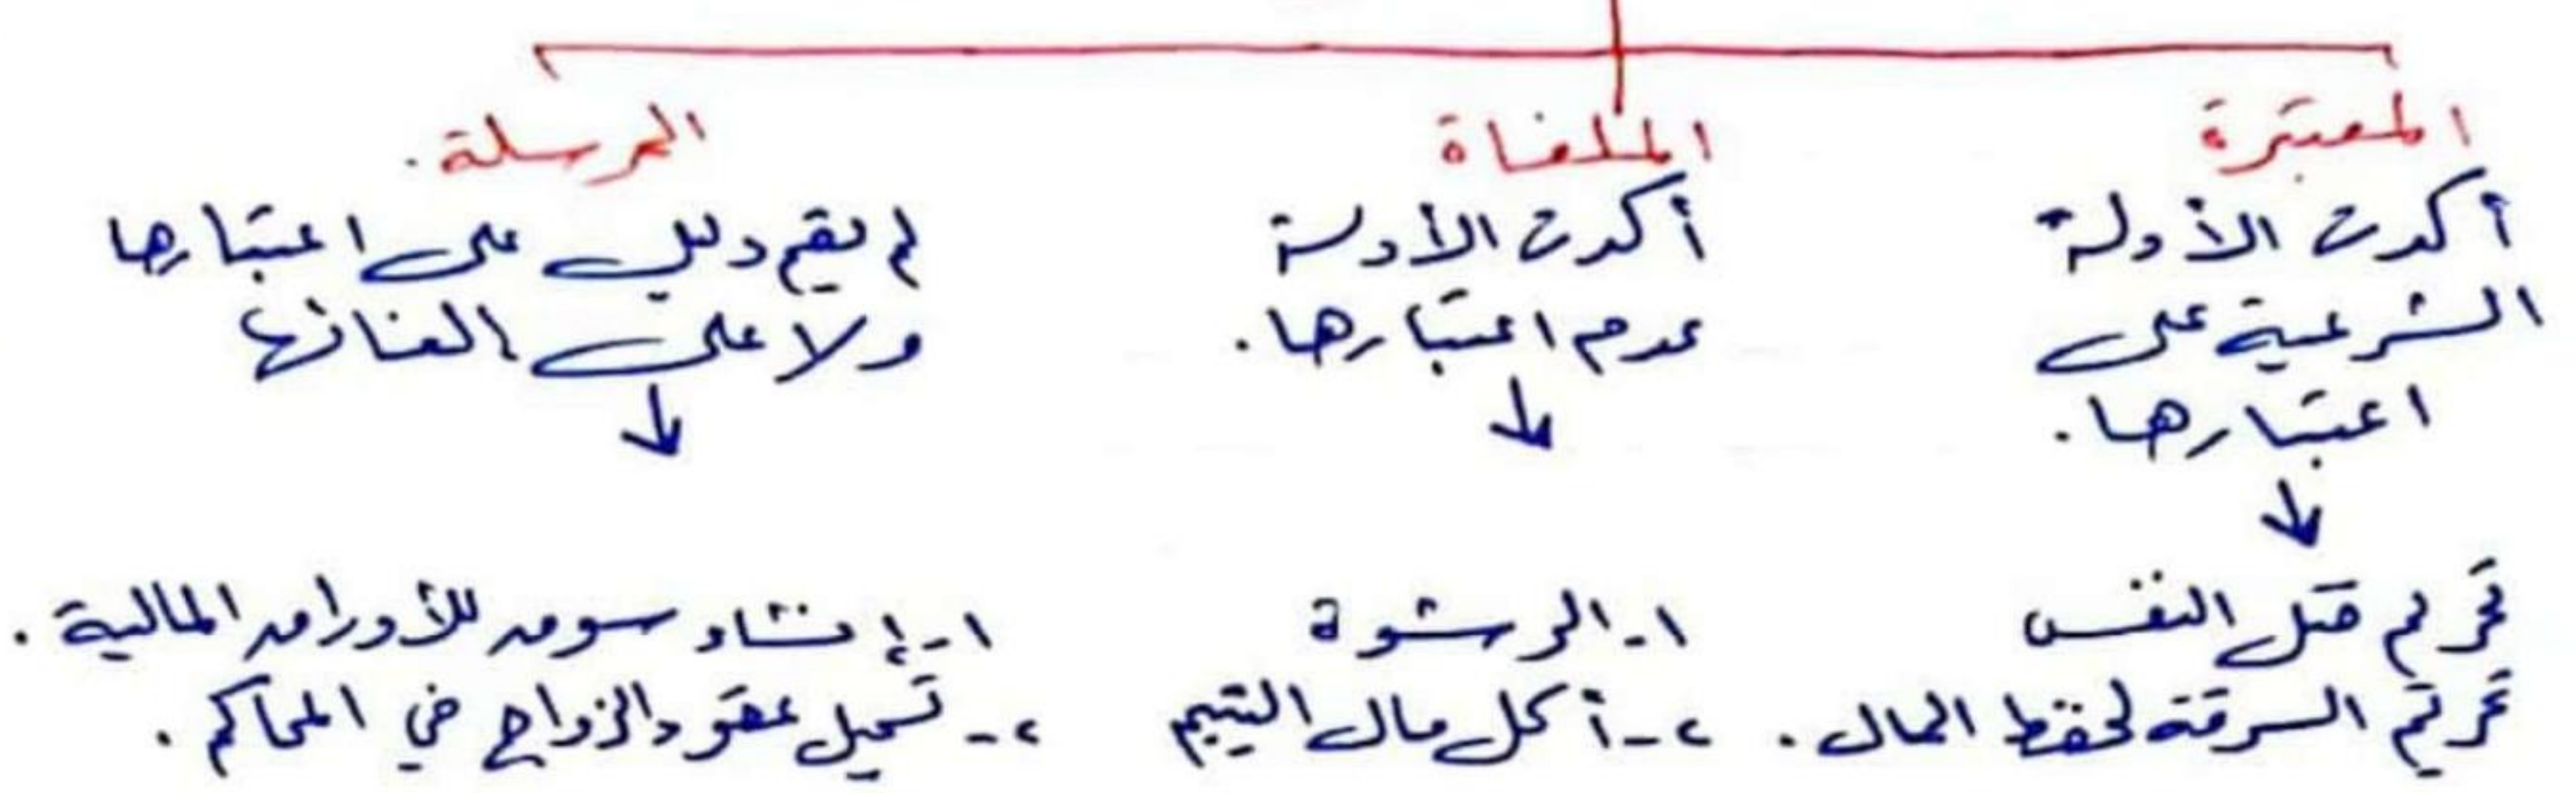 المعتبرة
أكدت الأدلة
الشرعية على
اعتبارها.
تحريم قتل النفس
تحريم السرقة لحفظ المال.
الملغاة
أكدت الأدلة
عدم اعتبارها.
١- الرشوة
٢- أكل مال اليتيم
المرسلة.
لم يقم دليل على اعتبارها
ولا على الغائها
١- إنشاء سوق للأوراق المالية.
٢- تسجيل عقود الزواج في المحاكم.